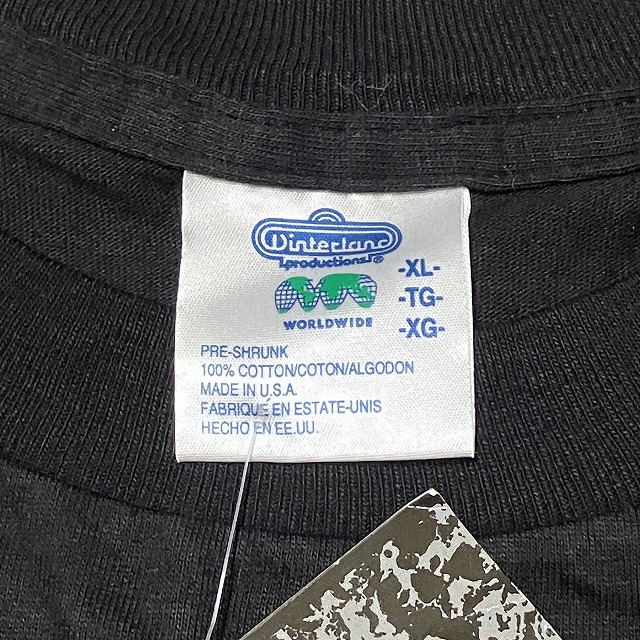 Winterland
productions®
WORLDWIDE
-XL-
-TG-
-XG-
PRE-SHRUNK
100% COTTON/COTON/ALGODON
MADE IN U.S.A.
FABRIQUÉ EN ESTATE-UNIS
HECHO EN EE.UU.